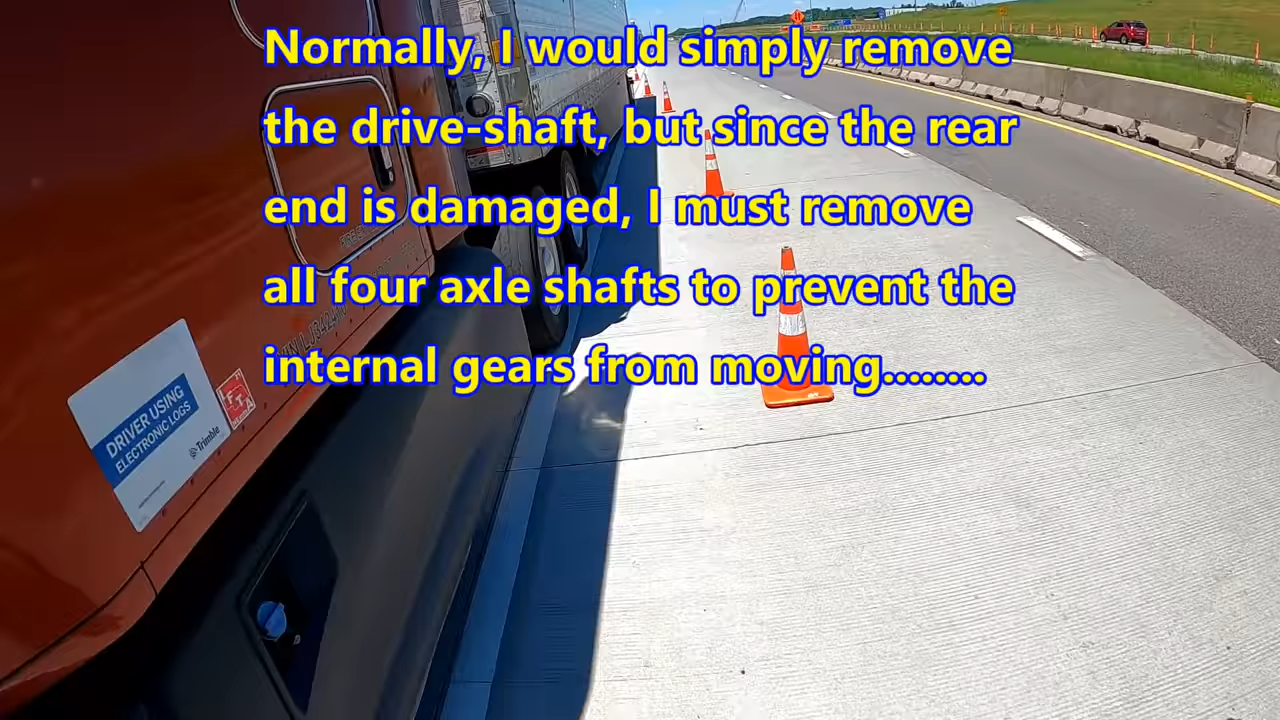 Normally, I would simply remove
the drive-shaft, but since the rear
end is damaged, I must remove
all four axle shafts to prevent the
internal gears from moving........
DRIVER USING
ELECTRONIC LOGS
Trimble